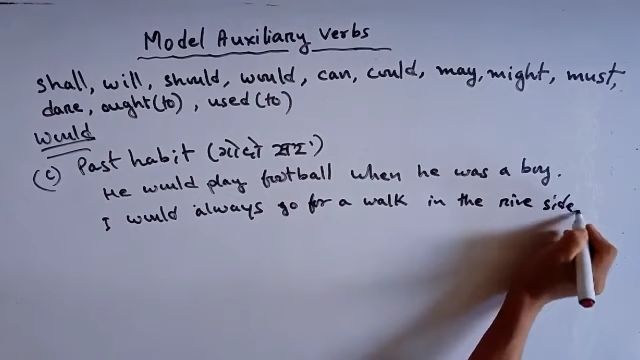 Model Auxiliary Verbs
shall, will, should, would, can, could, may, might, must,
dare, ought(to), used(to)
would
(c) Past habit
He would play football when he was a boy.
I would always go for a walk in the rive side